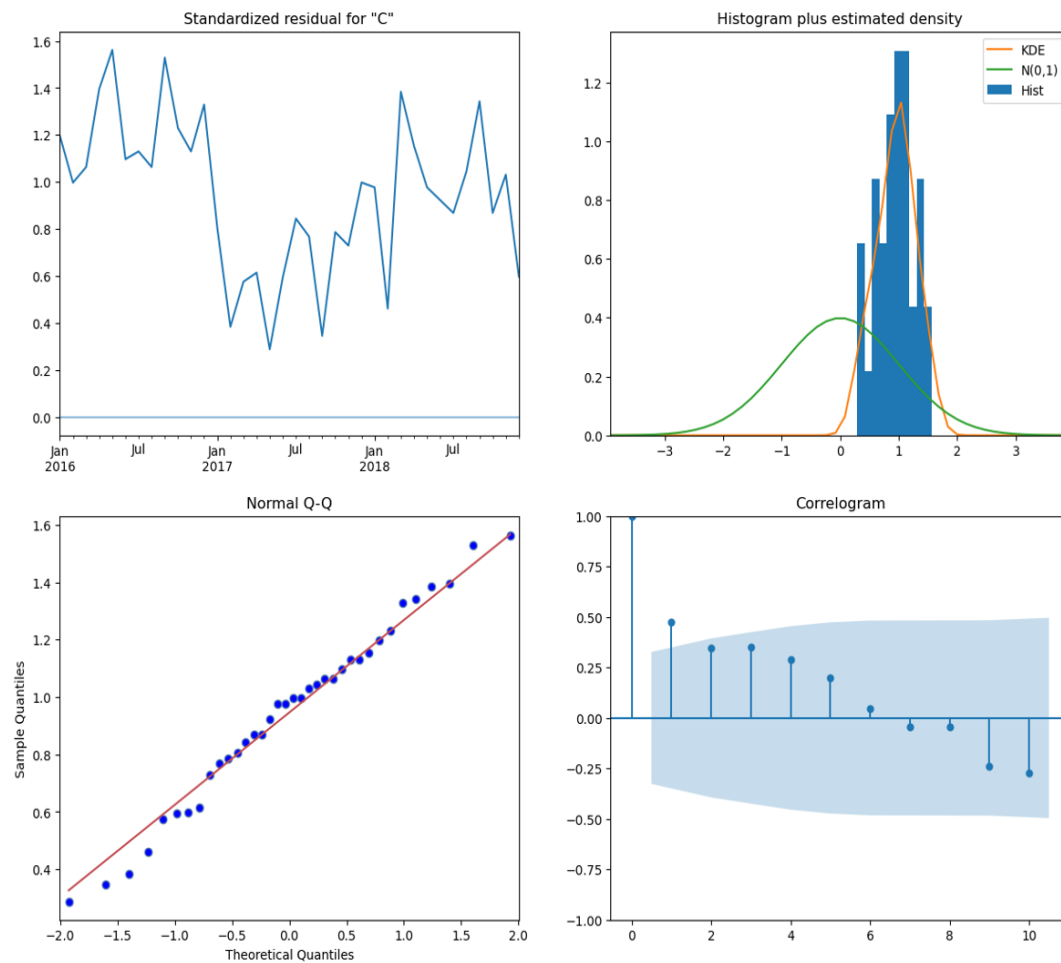 Standardized residual for "C"
1.6
1.4
1.2
1.0
0.8
0.6
0.4
0.2
0.0
Jan Jul Jan Jul Jan Jul
2016 2017 2018
Histogram plus estimated density
KDE
N(0,1)
Hist
1.2
1.0
0.8
0.6
0.4
0.2
0.0
−3 −2 −1 0 1 2 3
Normal Q-Q
Sample Quantiles
1.6
1.4
1.2
1.0
0.8
0.6
0.4
−2.0 −1.5 −1.0 −0.5 0.0 0.5 1.0 1.5 2.0
Theoretical Quantiles
Correlogram
1.00
0.75
0.50
0.25
0.00
−0.25
−0.50
−0.75
−1.00
0 2 4 6 8 10